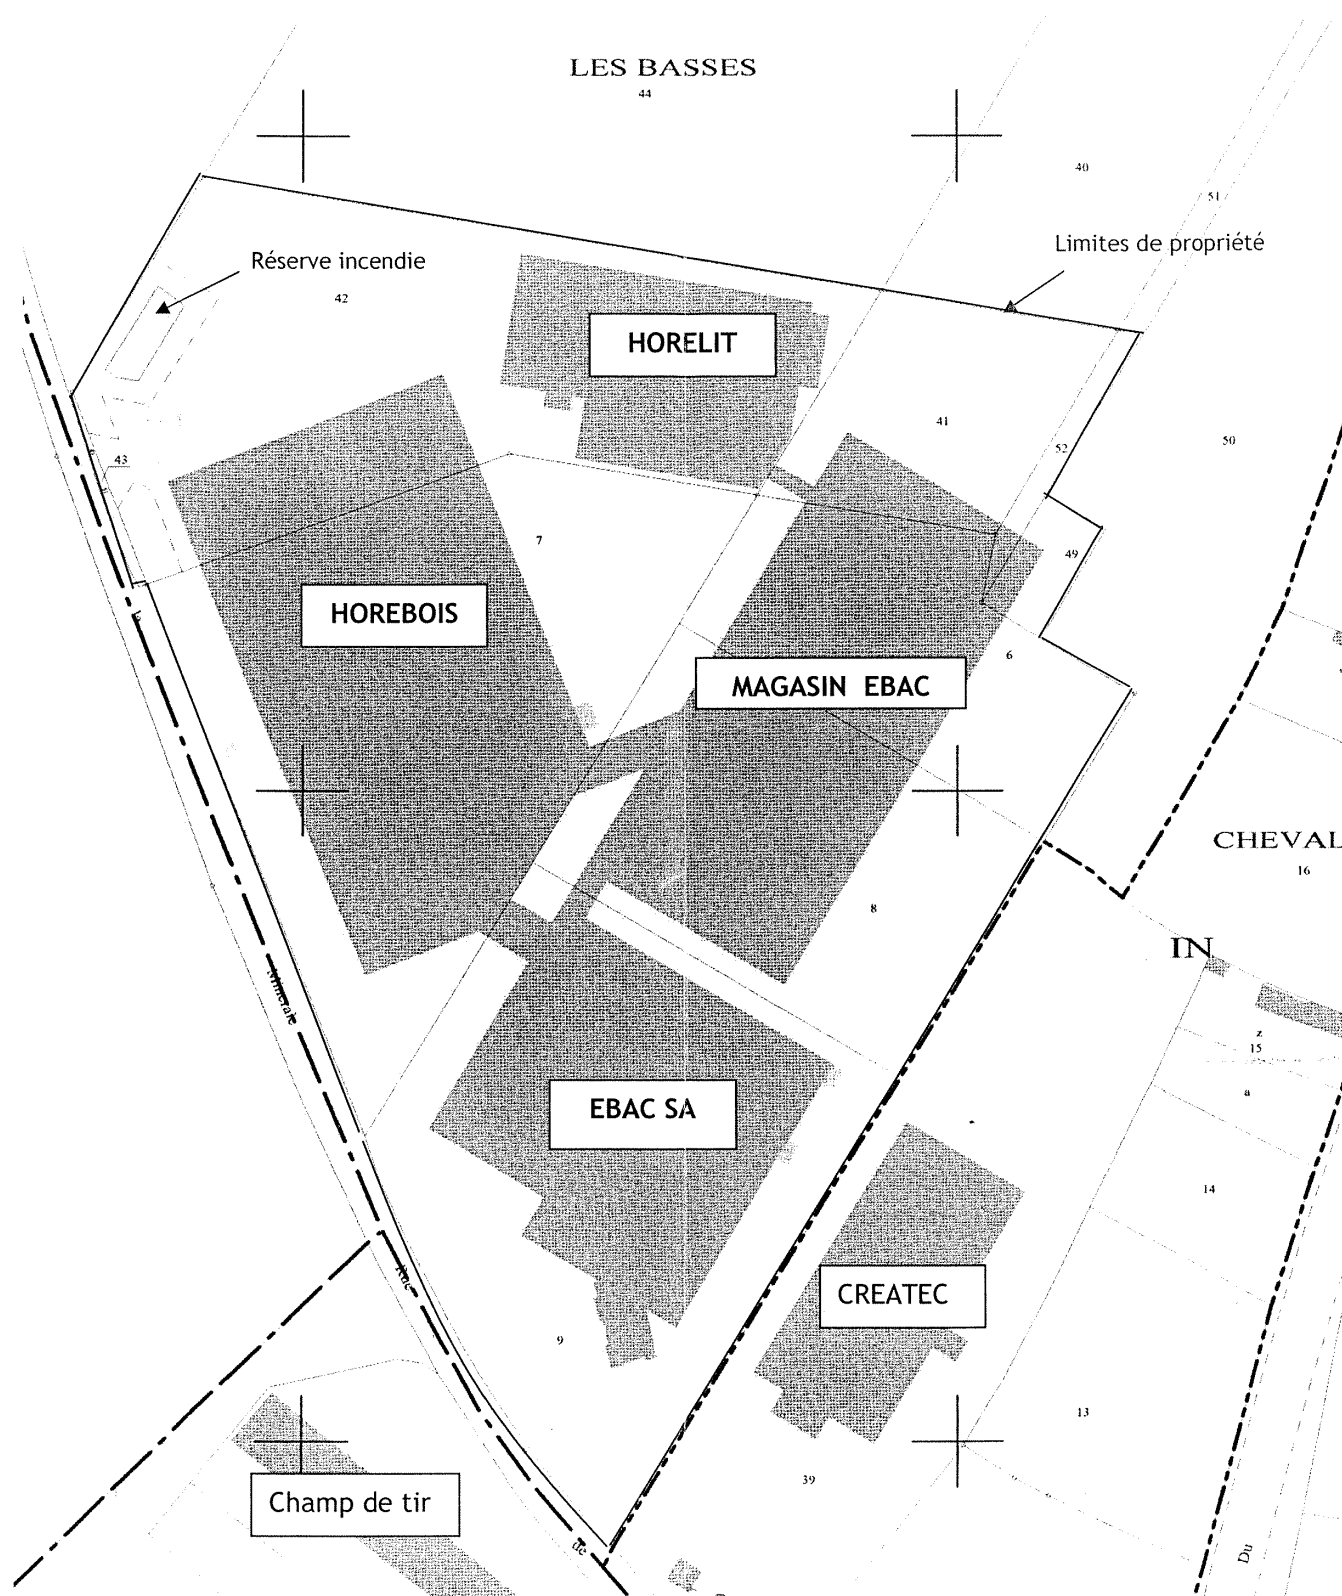 LES BASSES
44
40
51
Limites de propriété
Réserve incendie
42
HORELIT
41
52
50
43
7
49
HOREBOIS
6
MAGASIN EBAC
CHEVAL
16
8
IN
Minerale
z
15
a
EBAC SA
14
Rue
CREATEC
9
13
39
Champ de tir
de
Du